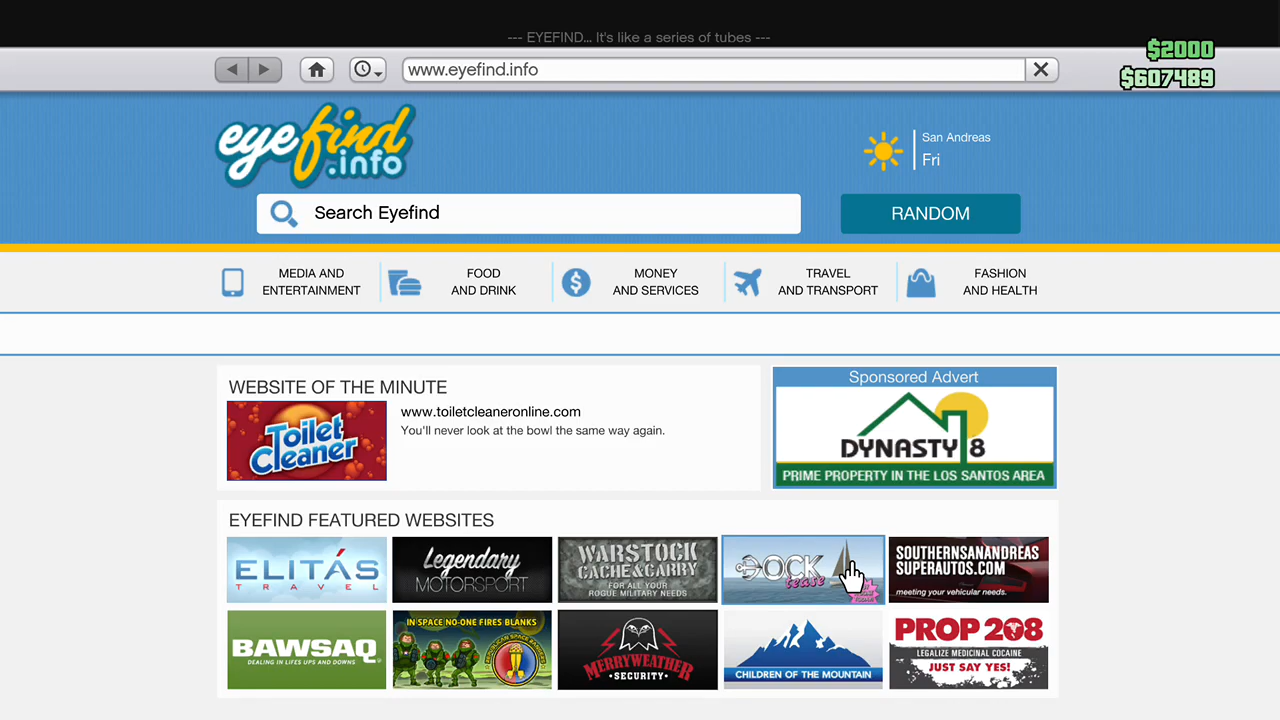 --- EYEFIND... It's like a series of tubes ---
www.eyefind.info
$2000
$607489
eyefind
.info
San Andreas
Fri
Search Eyefind
RANDOM
MEDIA AND
ENTERTAINMENT
FOOD
AND DRINK
MONEY
AND SERVICES
TRAVEL
AND TRANSPORT
FASHION
AND HEALTH
WEBSITE OF THE MINUTE
Toilet
Cleaner
www.toiletcleaneronline.com
You'll never look at the bowl the same way again.
Sponsored Advert
DYNASTY 8
PRIME PROPERTY IN THE LOS SANTOS AREA
EYEFIND FEATURED WEBSITES
ELITÁS
TRAVEL
Legendary
MOTORSPORT
WARSTOCK
CACHE & CARRY
FOR ALL YOUR
ROGUE MILITARY NEEDS
DOCK
tease
SOUTHERNSANANDREAS
SUPERAUTOS.COM
meeting your vehicular needs.
BAWSAQ
DEALING IN LIFES UPS AND DOWNS
IN SPACE NO-ONE FIRES BLANKS
REPUBLICAN SPACE RANGERS
MERRYWEATHER
SECURITY
CHILDREN OF THE MOUNTAIN
PROP 208
LEGALIZE MEDICINAL COCAINE
JUST SAY YES!